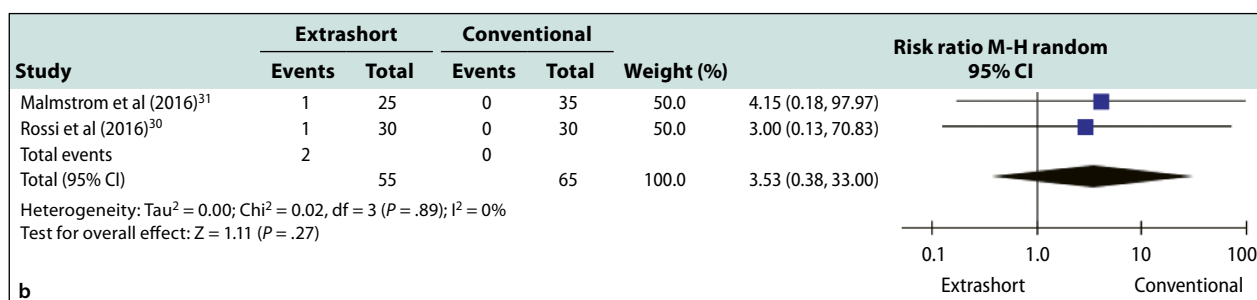 Extrashort Conventional Risk ratio M-H random
Study Events Total Events Total Weight (%) 95% CI
Malmstrom et al (2016)31 1 25 0 35 50.0 4.15 (0.18, 97.97)
Rossi et al (2016)30 1 30 0 30 50.0 3.00 (0.13, 70.83)
Total events 2 0
Total (95% CI) 55 65 100.0 3.53 (0.38, 33.00)
Heterogeneity: Tau2 = 0.00; Chi2 = 0.02, df = 3 (P = .89); I2 = 0%
Test for overall effect: Z = 1.11 (P = .27)
0.1 1.0 10 100
b Extrashort Conventional